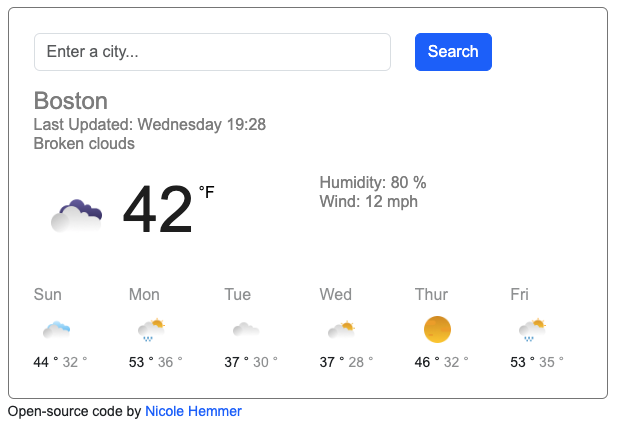 Enter a city... Search
Boston
Last Updated: Wednesday 19:28
Broken clouds
42 °F
Humidity: 80 %
Wind: 12 mph
Sun Mon Tue Wed Thur Fri
44 ° 32 ° 53 ° 36 ° 37 ° 30 ° 37 ° 28 ° 46 ° 32 ° 53 ° 35 °
Open-source code by Nicole Hemmer